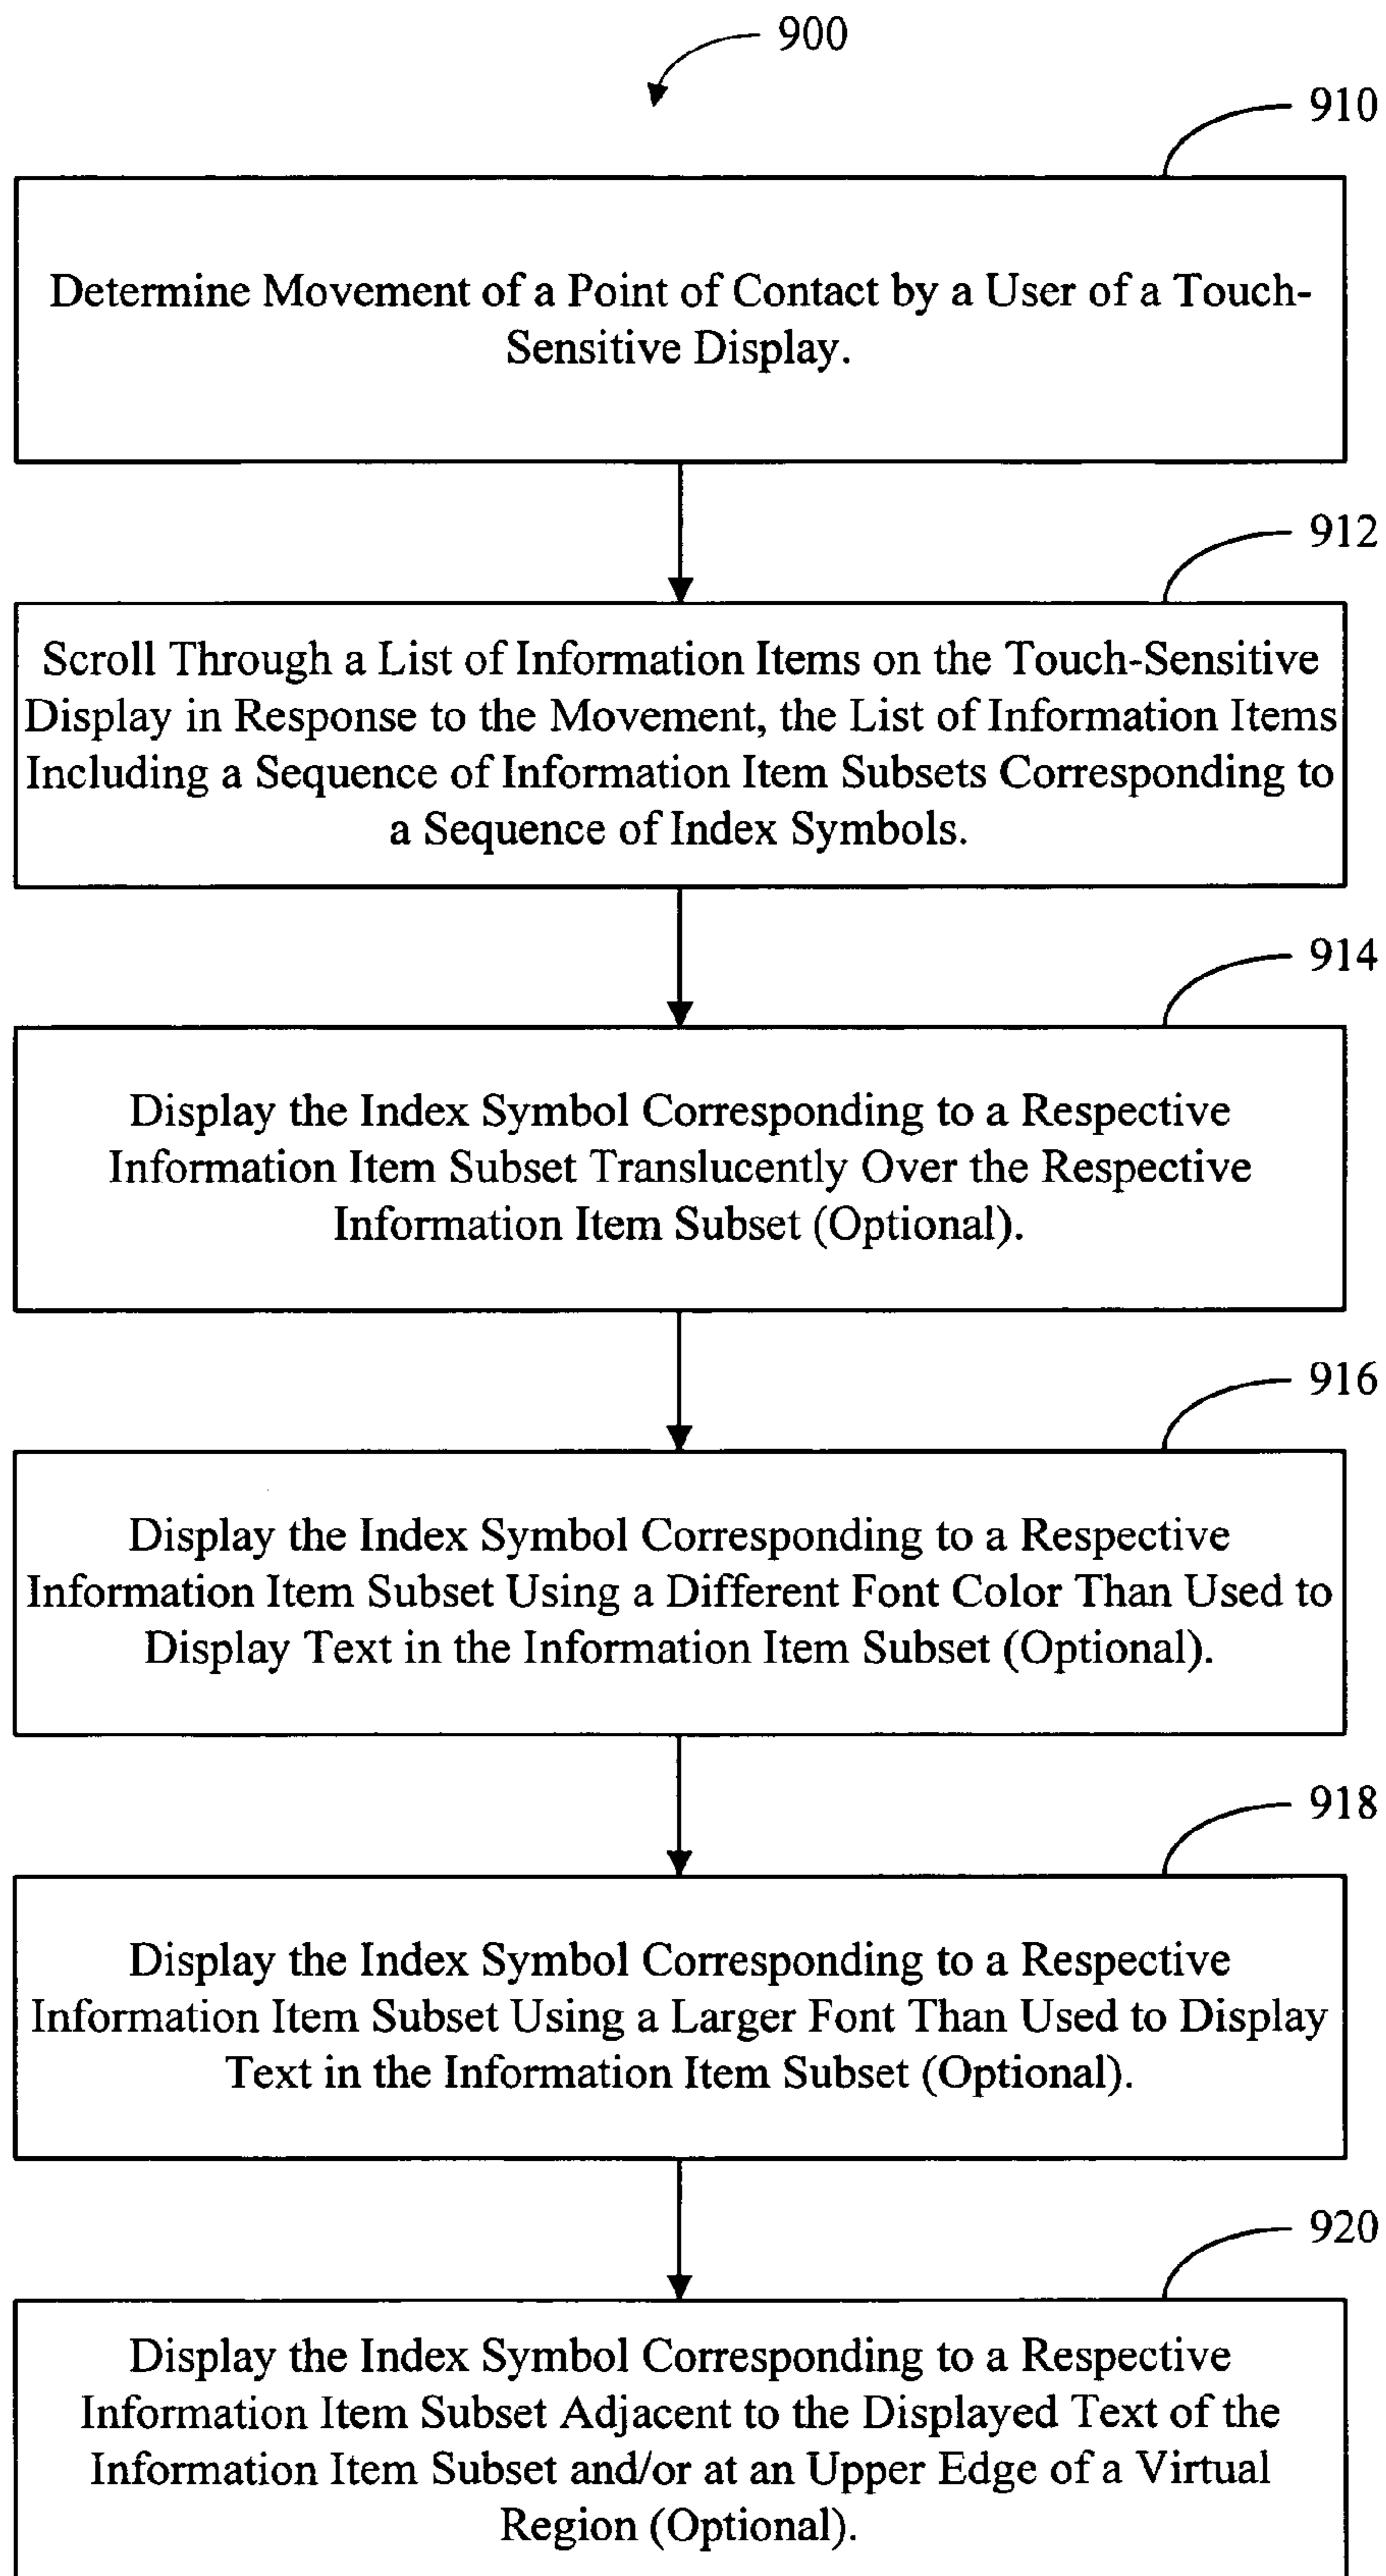 900
910
Determine Movement of a Point of Contact by a User of a Touch-
Sensitive Display.
912
Scroll Through a List of Information Items on the Touch-Sensitive
Display in Response to the Movement, the List of Information Items
Including a Sequence of Information Item Subsets Corresponding to
a Sequence of Index Symbols.
914
Display the Index Symbol Corresponding to a Respective
Information Item Subset Translucently Over the Respective
Information Item Subset (Optional).
916
Display the Index Symbol Corresponding to a Respective
Information Item Subset Using a Different Font Color Than Used to
Display Text in the Information Item Subset (Optional).
918
Display the Index Symbol Corresponding to a Respective
Information Item Subset Using a Larger Font Than Used to Display
Text in the Information Item Subset (Optional).
920
Display the Index Symbol Corresponding to a Respective
Information Item Subset Adjacent to the Displayed Text of the
Information Item Subset and/or at an Upper Edge of a Virtual
Region (Optional).